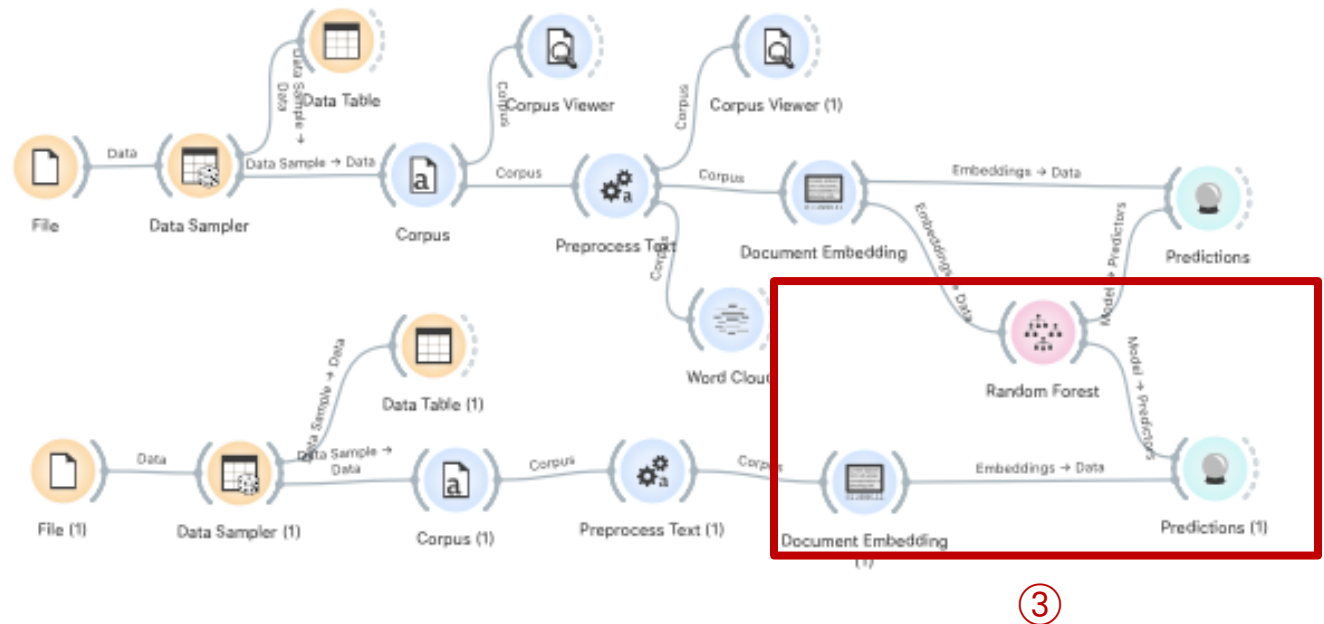 Data Table
Corpus Viewer
Corpus Viewer (1)
Data Sample → Data
Corpus
Corpus
Data
Data Sample → Data
Corpus
Corpus
Embeddings → Data
File
Data Sampler
Corpus
Preprocess Text
Document Embedding
Predictions
Corpus
Embeddings → Data
Model → Predictors
Word Clou
Random Forest
Data Table (1)
Data Sample → Data
Model → Predictors
Data
Data Sample →
Data
Corpus
Corpus
Embeddings → Data
File (1)
Data Sampler (1)
Corpus (1)
Preprocess Text (1)
Document Embedding
(1)
Predictions (1)
③